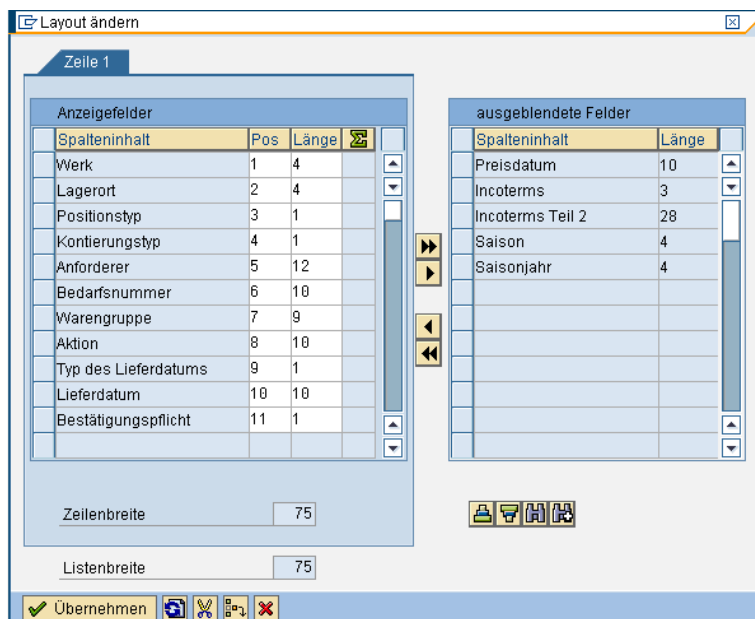 Layout ändern
Zeile 1
Anzeigefelder
Spalteninhalt Pos Länge
Werk 1 4
Lagerort 2 4
Positionstyp 3 1
Kontierungstyp 4 1
Anforderer 5 12
Bedarfsnummer 6 10
Warengruppe 7 9
Aktion 8 10
Typ des Lieferdatums 9 1
Lieferdatum 10 10
Bestätigungspflicht 11 1
Zeilenbreite 75
Listenbreite 75
ausgeblendete Felder
Spalteninhalt Länge
Preisdatum 10
Incoterms 3
Incoterms Teil 2 28
Saison 4
Saisonjahr 4
Übernehmen